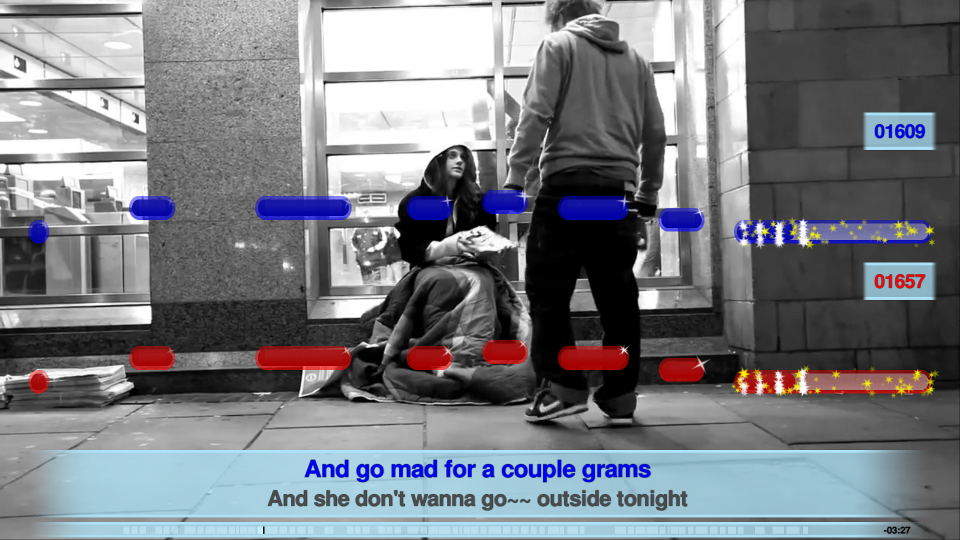 01609
01657
And go mad for a couple grams
And she don't wanna go~~ outside tonight
-03:27